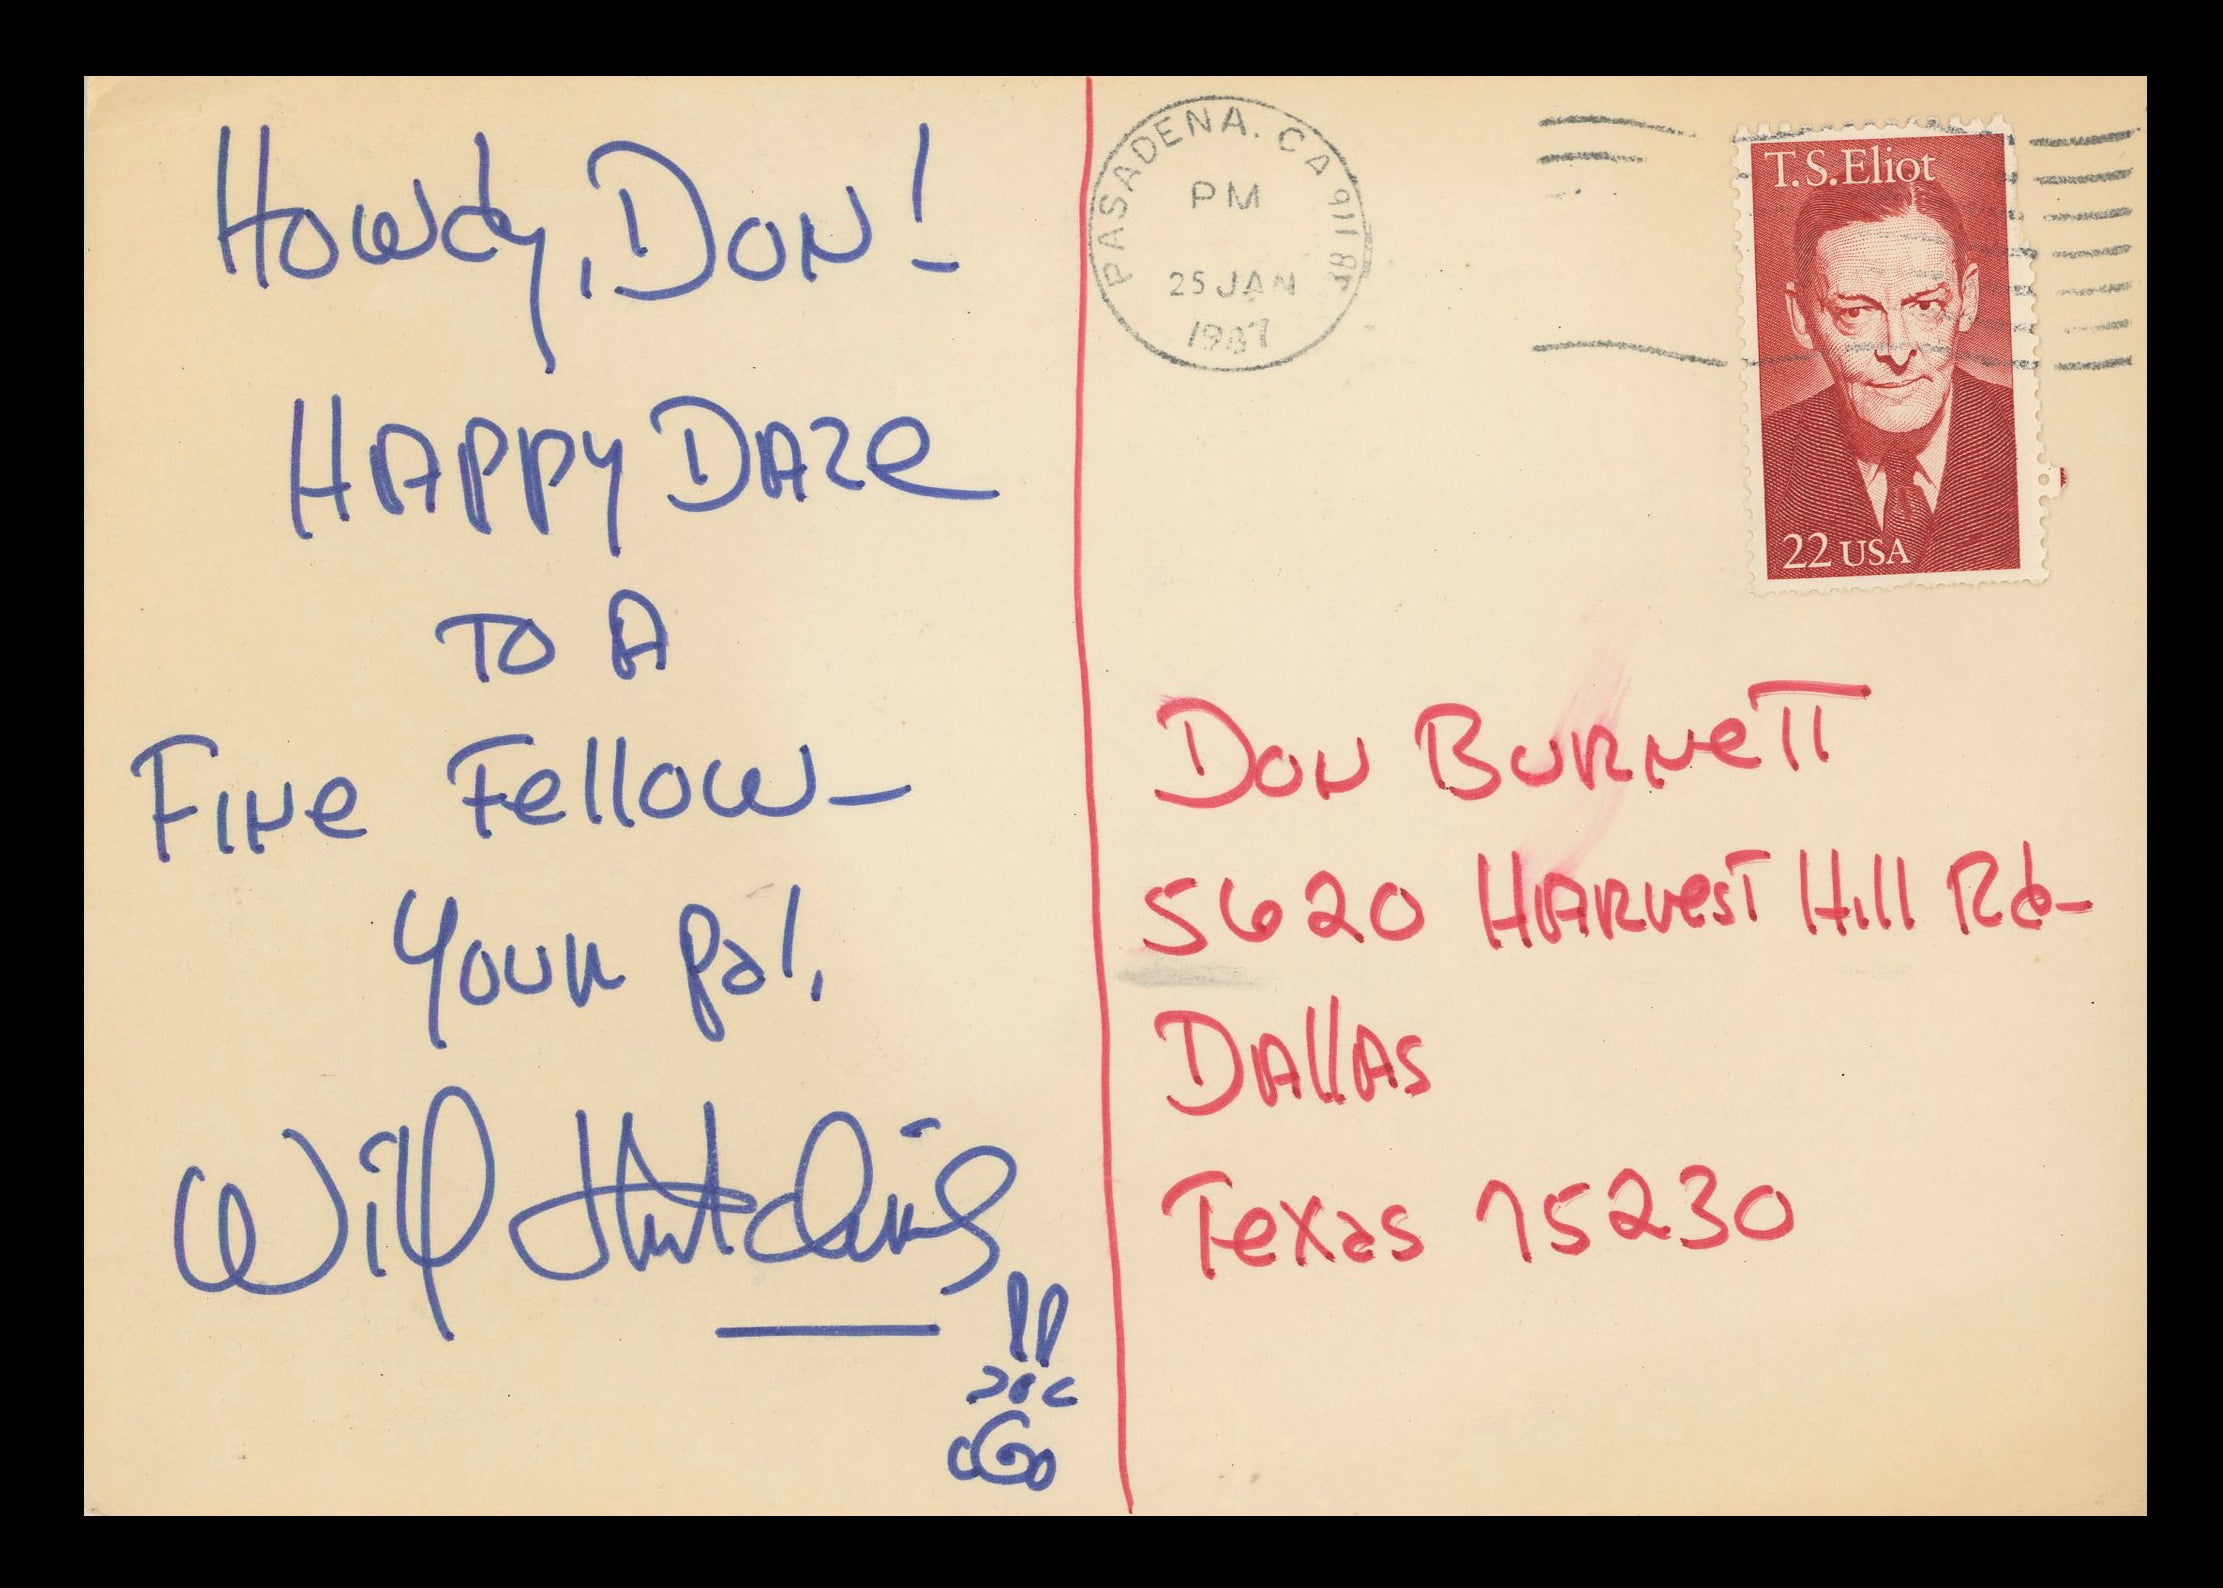 Howdy, Don!
Happy Daze
to a
Fine Fellow—
Your pal,
Will Hutchins
PASADENA. CA 911
PM
25 JAN
1987
T.S.Eliot
22 USA
Don Burnett
5620 Harvest Hill Rd-
Dallas
Texas 75230